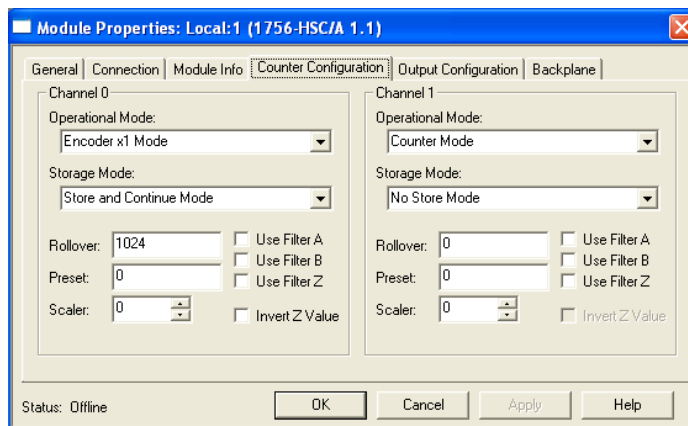 Module Properties: Local:1 (1756-HSC/A 1.1)
General Connection Module Info Counter Configuration Output Configuration Backplane
Channel 0
Operational Mode:
Encoder x1 Mode
Storage Mode:
Store and Continue Mode
Rollover: 1024
Preset: 0
Scaler: 0
Use Filter A
Use Filter B
Use Filter Z
Invert Z Value
Channel 1
Operational Mode:
Counter Mode
Storage Mode:
No Store Mode
Rollover: 0
Preset: 0
Scaler: 0
Use Filter A
Use Filter B
Use Filter Z
Invert Z Value
Status: Offline
OK Cancel Apply Help